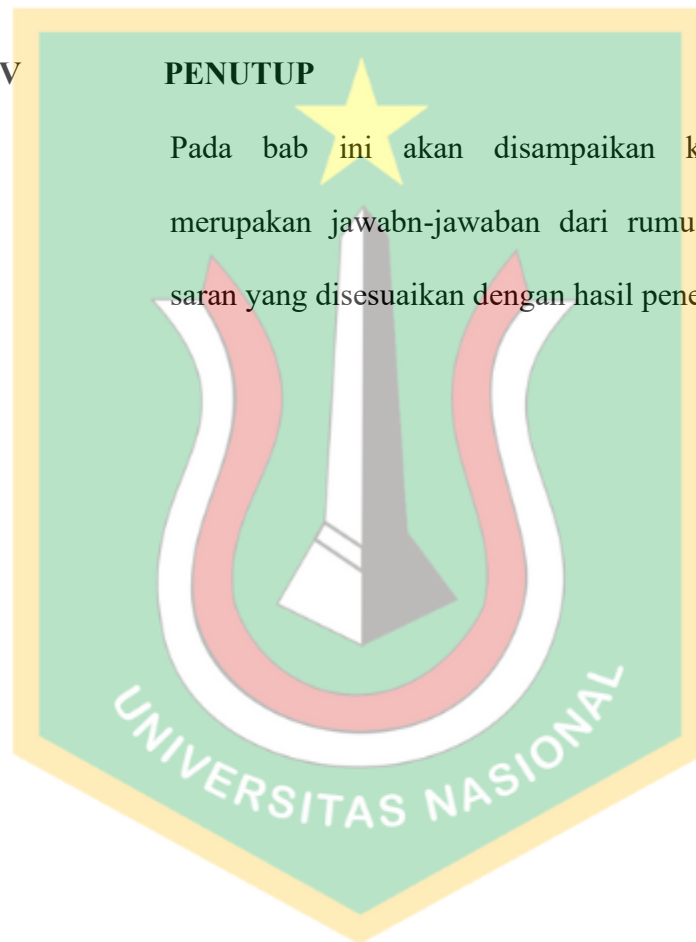 V PENUTUP
Pada bab ini akan disampaikan k
merupakan jawabn-jawaban dari rumu
saran yang disesuaikan dengan hasil pene
UNIVERSITAS NASIONAL